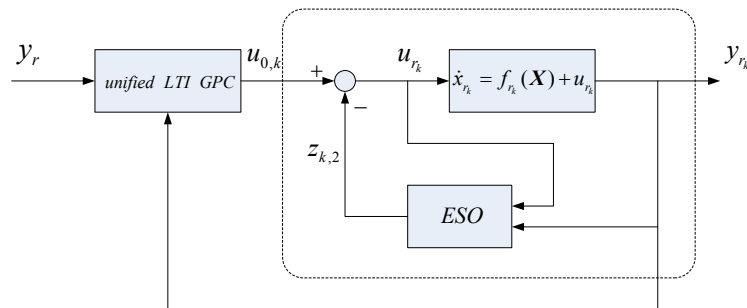 y_r
unified LTI GPC
u_{0,k}
+
−
u_{r_k}
ẋ_{r_k} = f_{r_k}(X) + u_{r_k}
y_{r_k}
z_{k,2}
ESO